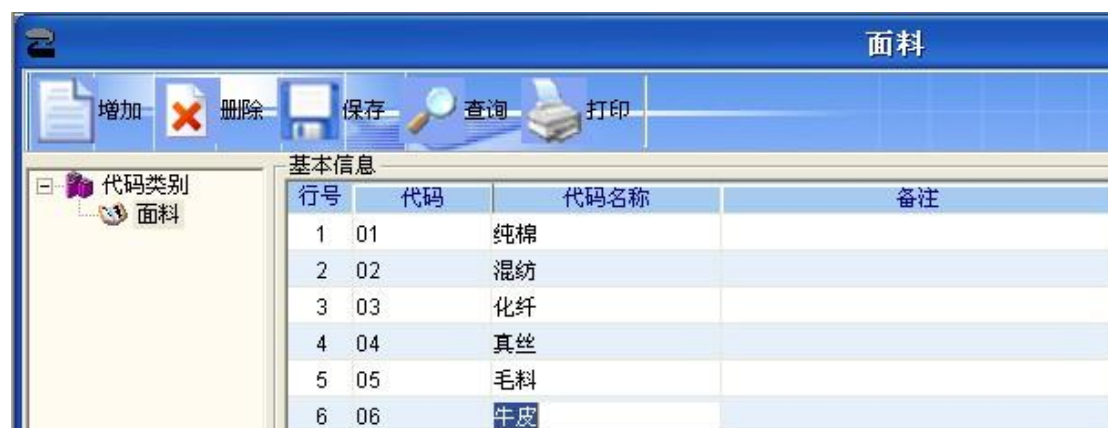 面料
增加 删除 保存 查询 打印
代码类别
面料
基本信息
行号 代码 代码名称 备注
1 01 纯棉
2 02 混纺
3 03 化纤
4 04 真丝
5 05 毛料
6 06 牛皮